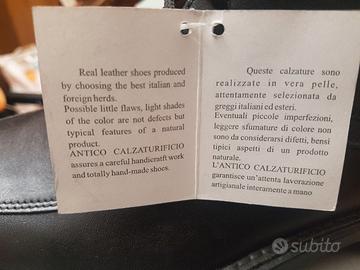 Real leather shoes produced
by choosing the best italian and
foreign herds.
Possible little flaws, light shades
of the color are not defects but
typical features of a natural
product.
ANTICO CALZATURIFICIO
assures a careful handicratft work
and totally hand-made shoes.
Queste calzature sono
realizzate in vera pelle,
attentamente selezionata da
greggi italiani ed esteri.
Eventuali piccole imperfezioni,
leggere sfumature di colore non
sono da considerarsi difetti, bensi
tipici aspetti di un prodotto
naturale.
L'ANTICO CALZATURIFICIO
garantisce un'attenta laverazione
artigianale interamente a mano
subito